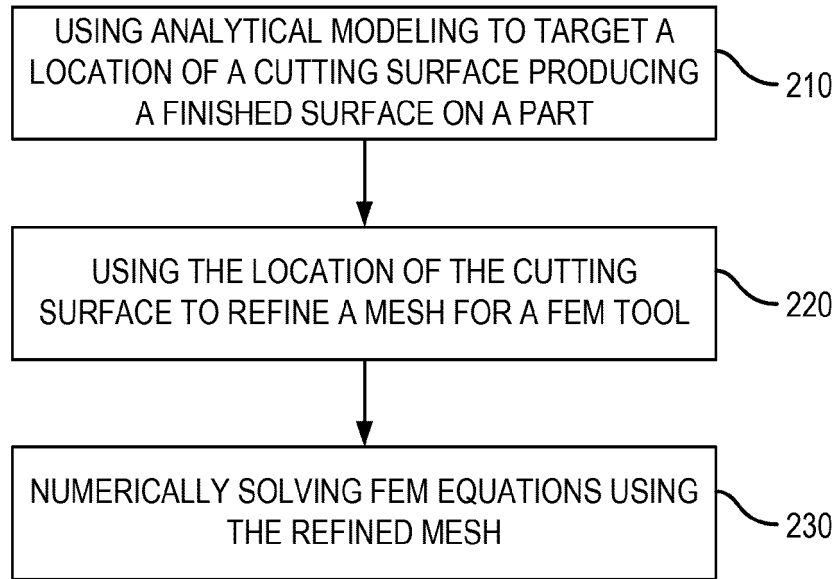 USING ANALYTICAL MODELING TO TARGET A
LOCATION OF A CUTTING SURFACE PRODUCING
A FINISHED SURFACE ON A PART
210
USING THE LOCATION OF THE CUTTING
SURFACE TO REFINE A MESH FOR A FEM TOOL
220
NUMERICALLY SOLVING FEM EQUATIONS USING
THE REFINED MESH
230